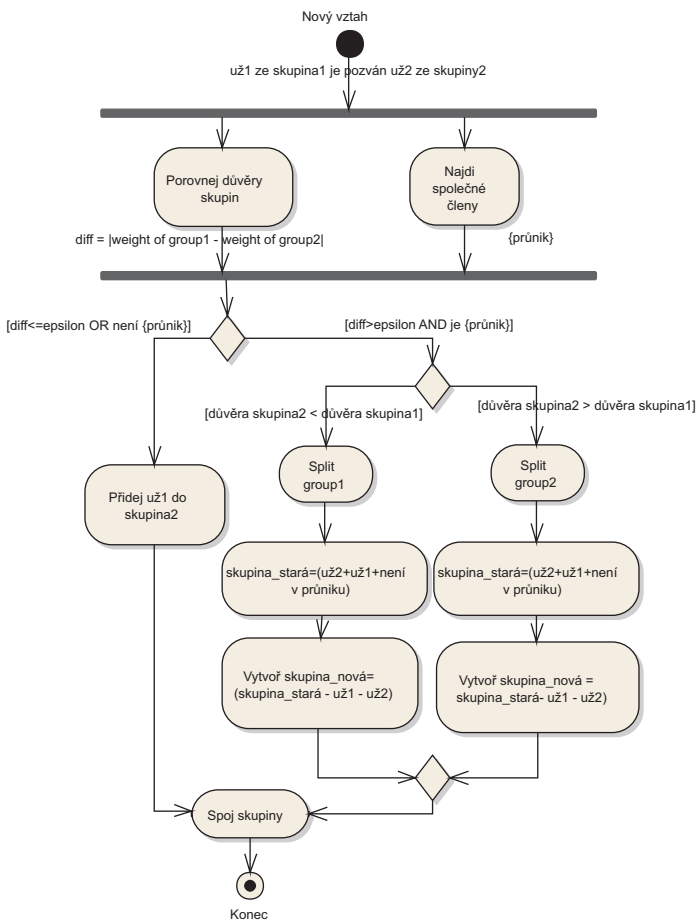 Nový vztah
už1 ze skupina1 je pozván už2 ze skupiny2
Porovnej důvěry
skupin
Najdi
společné
členy
diff = |weight of group1 - weight of group2|
{průnik}
[diff<=epsilon OR není {průnik}]
[diff>epsilon AND je {průnik}]
[důvěra skupina2 < důvěra skupina1]
[důvěra skupina2 > důvěra skupina1]
Split
group1
Split
group2
Přidej už1 do
skupina2
skupina_stará=(už2+už1+není
v průniku)
skupina_stará=(už2+už1+není
v průniku)
Vytvoř skupina_nová=
(skupina_stará - už1 - už2)
Vytvoř skupina_nová =
skupina_stará- už1 - už2)
Spoj skupiny
Konec